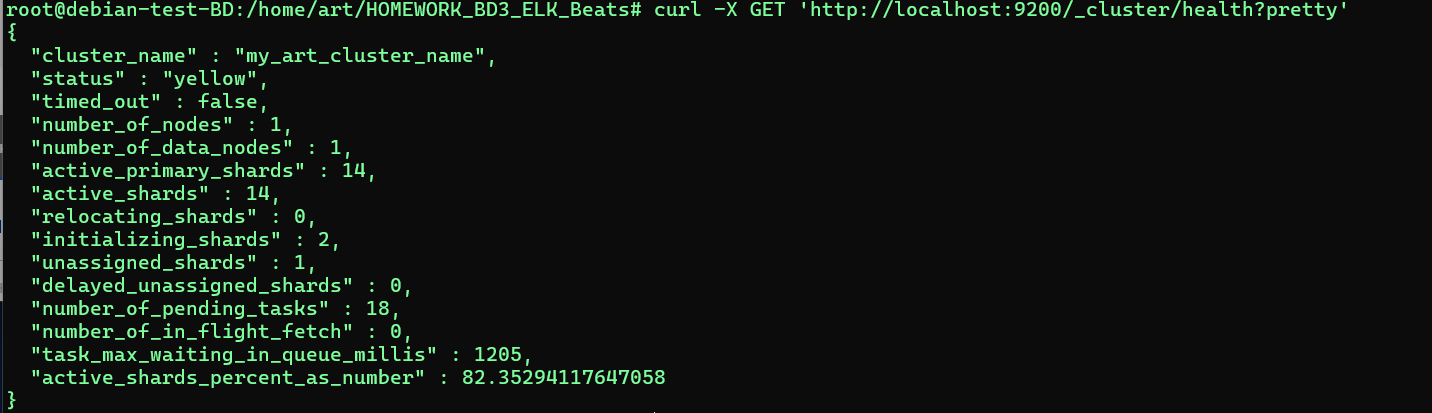 root@debian-test-BD:/home/art/HOMEWORK_BD3_ELK_Beats# curl -X GET 'http://localhost:9200/_cluster/health?pretty'
{
  "cluster_name" : "my_art_cluster_name",
  "status" : "yellow",
  "timed_out" : false,
  "number_of_nodes" : 1,
  "number_of_data_nodes" : 1,
  "active_primary_shards" : 14,
  "active_shards" : 14,
  "relocating_shards" : 0,
  "initializing_shards" : 2,
  "unassigned_shards" : 1,
  "delayed_unassigned_shards" : 0,
  "number_of_pending_tasks" : 18,
  "number_of_in_flight_fetch" : 0,
  "task_max_waiting_in_queue_millis" : 1205,
  "active_shards_percent_as_number" : 82.35294117647058
}